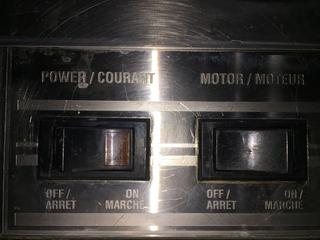 POWER / COURANT MOTOR / MOTEUR
OFF / ON OFF / ON /
ARRET MARCHE ARRET MARCHE